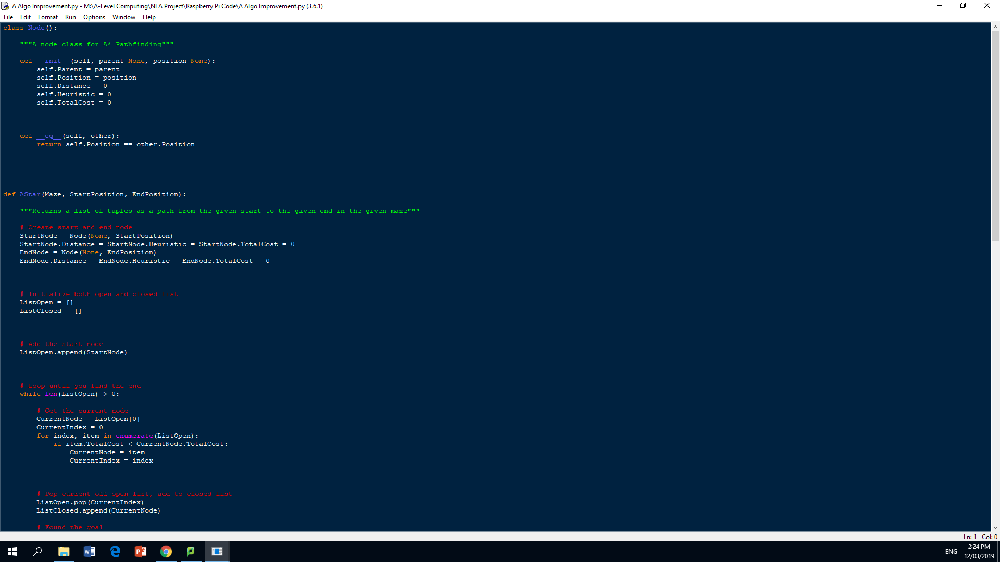 A Algo Improvement.py - M:\A-Level Computing\NEA Project\Raspberry Pi Code\A Algo Improvement.py (3.6.1)
File Edit Format Run Options Window Help
class Node():
"""A node class for A* Pathfinding"""
def __init__(self, parent=None, position=None):
self.Parent = parent
self.Position = position
self.Distance = 0
self.Heuristic = 0
self.TotalCost = 0
def __eq__(self, other):
return self.Position == other.Position
def AStar(Maze, StartPosition, EndPosition):
"""Returns a list of tuples as a path from the given start to the given end in the given maze"""
# Create start and end node
StartNode = Node(None, StartPosition)
StartNode.Distance = StartNode.Heuristic = StartNode.TotalCost = 0
EndNode = Node(None, EndPosition)
EndNode.Distance = EndNode.Heuristic = EndNode.TotalCost = 0
# Initialize both open and closed list
ListOpen = []
ListClosed = []
# Add the start node
ListOpen.append(StartNode)
# Loop until you find the end
while len(ListOpen) > 0:
# Get the current node
CurrentNode = ListOpen[0]
CurrentIndex = 0
for index, item in enumerate(ListOpen):
if item.TotalCost < CurrentNode.TotalCost:
CurrentNode = item
CurrentIndex = index
# Pop current off open list, add to closed list
ListOpen.pop(CurrentIndex)
ListClosed.append(CurrentNode)
# Found the goal
Ln: 1 Col: 0
ENG
2:24 PM
12/03/2019